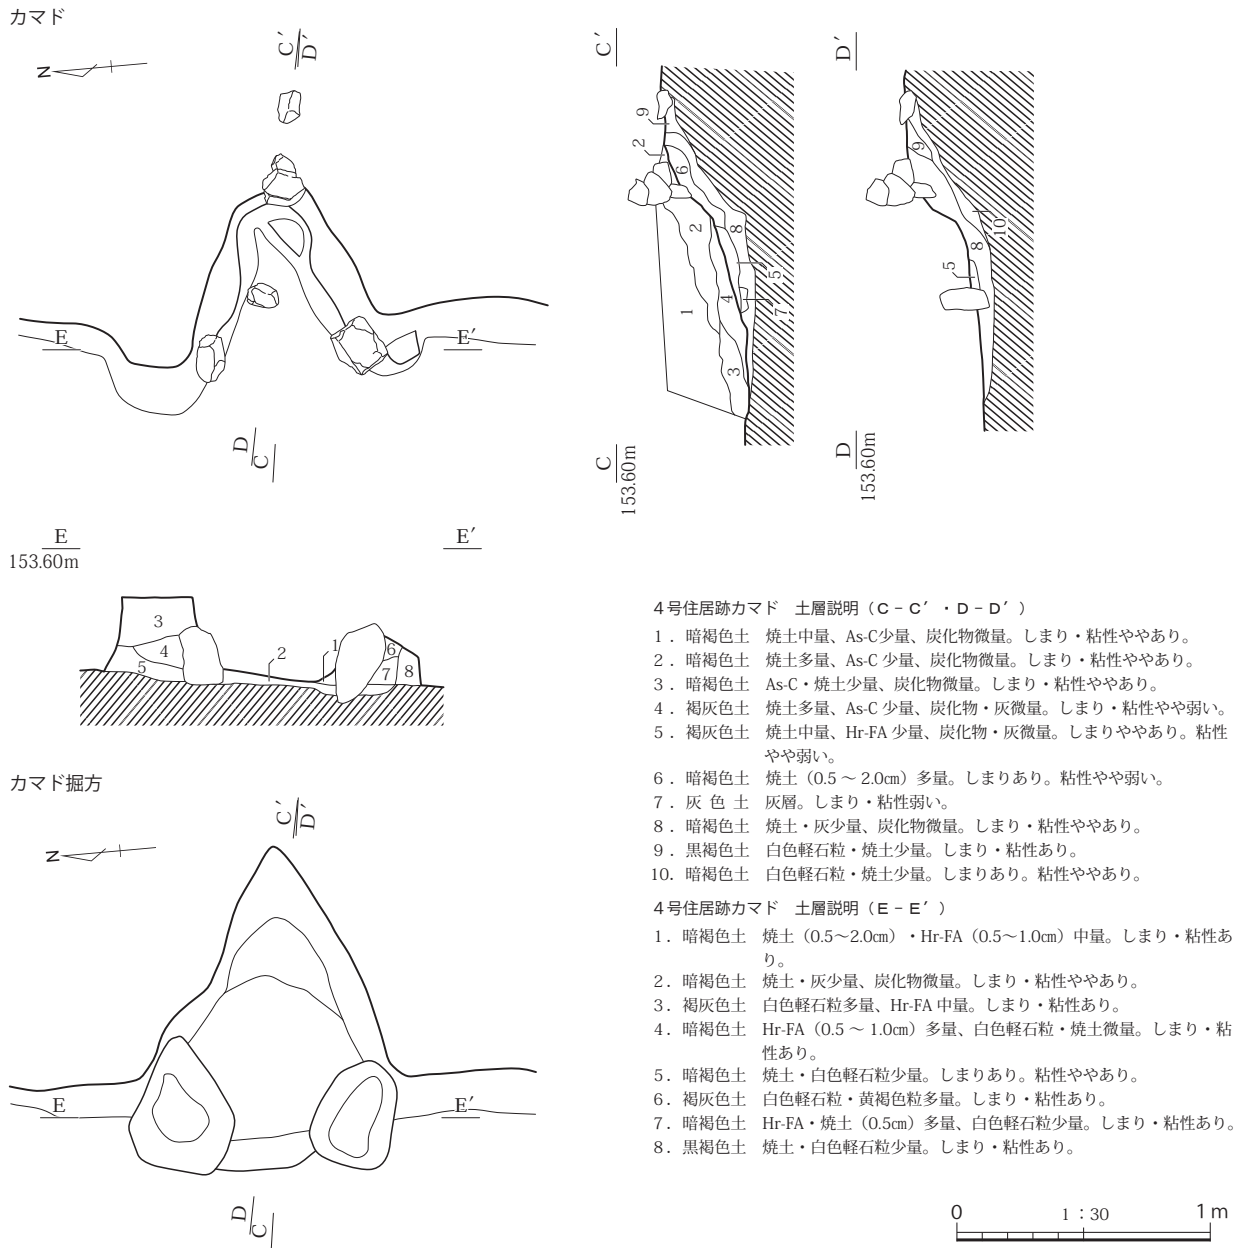 カマド
N
C′
D′
D
C
E
E′
C′
9
2
6
2
8
5
1
4
7
3
C
153.60m
D′
9
10
8
5
D
153.60m
E
153.60m
E′
3
4
5
2
1
6
7
8
カマド掘方
N
C′
D′
E
E′
D
C
4号住居跡カマド 土層説明（C－C′・D－D′）
1．暗褐色土 焼土中量、As-C少量、炭化物微量。しまり・粘性ややあり。
2．暗褐色土 焼土多量、As-C 少量、炭化物微量。しまり・粘性ややあり。
3．暗褐色土 As-C・焼土少量、炭化物微量。しまり・粘性ややあり。
4．褐灰色土 焼土多量、As-C 少量、炭化物・灰微量。しまり・粘性やや弱い。
5．褐灰色土 焼土中量、Hr-FA 少量、炭化物・灰微量。しまりややあり。粘性
やや弱い。
6．暗褐色土 焼土（0.5 ～ 2.0㎝）多量。しまりあり。粘性やや弱い。
7．灰 色 土 灰層。しまり・粘性弱い。
8．暗褐色土 焼土・灰少量、炭化物微量。しまり・粘性ややあり。
9．黒褐色土 白色軽石粒・焼土少量。しまり・粘性あり。
10．暗褐色土 白色軽石粒・焼土少量。しまりあり。粘性ややあり。
4号住居跡カマド 土層説明（E－E′）
1．暗褐色土 焼土（0.5～2.0㎝）・Hr-FA（0.5～1.0㎝）中量。しまり・粘性あ
り。
2．暗褐色土 焼土・灰少量、炭化物微量。しまり・粘性ややあり。
3．褐灰色土 白色軽石粒多量、Hr-FA 中量。しまり・粘性あり。
4．暗褐色土 Hr-FA（0.5 ～ 1.0㎝）多量、白色軽石粒・焼土微量。しまり・粘
性あり。
5．暗褐色土 焼土・白色軽石粒少量。しまりあり。粘性ややあり。
6．褐灰色土 白色軽石粒・黄褐色粒多量。しまり・粘性あり。
7．暗褐色土 Hr-FA・焼土（0.5㎝）多量、白色軽石粒少量。しまり・粘性あり。
8．黒褐色土 焼土・白色軽石粒少量。しまり・粘性あり。
0 1：30 1m